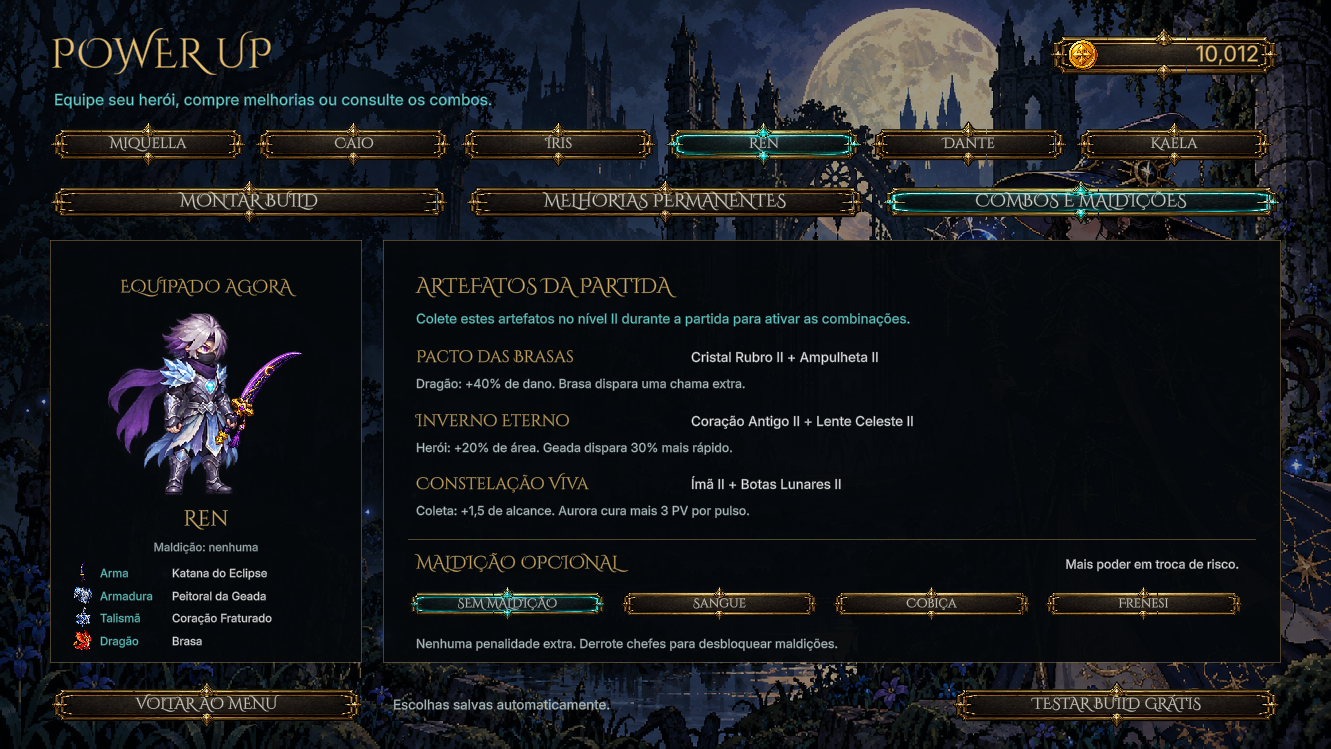 POWER UP
10,012
Equipe seu herói, compre melhorias ou consulte os combos.
MIQUELLA
CAIO
IRIS
REN
DANTE
KAELA
MONTAR BUILD
MELHORIAS PERMANENTES
COMBOS E MALDIÇÕES
EQUIPADO AGORA
REN
Maldição: nenhuma
Arma Katana do Eclipse
Armadura Peitoral da Geada
Talismã Coração Fraturado
Dragão Brasa
ARTEFATOS DA PARTIDA
Colete estes artefatos no nível II durante a partida para ativar as combinações.
PACTO DAS BRASAS Cristal Rubro II + Ampulheta II
Dragão: +40% de dano. Brasa dispara uma chama extra.
INVERNO ETERNO Coração Antigo II + Lente Celeste II
Herói: +20% de área. Geada dispara 30% mais rápido.
CONSTELAÇÃO VIVA Ímã II + Botas Lunares II
Coleta: +1,5 de alcance. Aurora cura mais 3 PV por pulso.
MALDIÇÃO OPCIONAL Mais poder em troca de risco.
SEM MALDIÇÃO
SANGUE
COBIÇA
FRENESI
Nenhuma penalidade extra. Derrote chefes para desbloquear maldições.
VOLTAR AO MENU
Escolhas salvas automaticamente.
TESTAR BUILD GRÁTIS